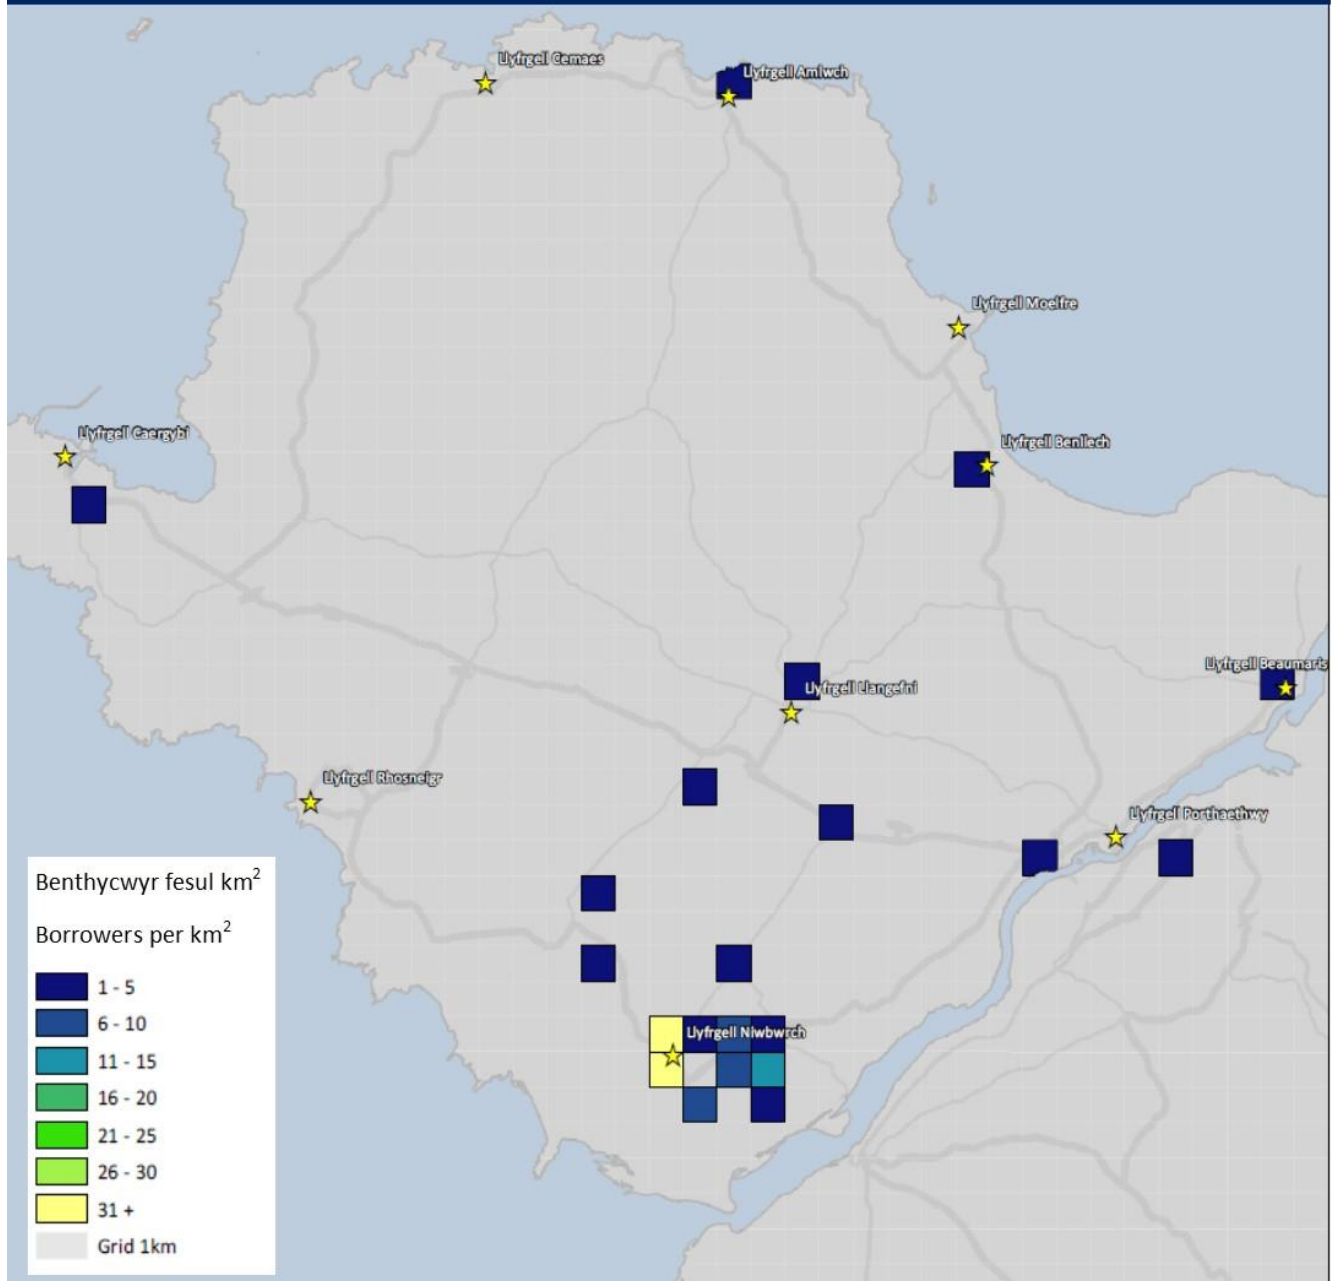 Llyfrgell Cemaes
Llyfrgell Amlwch
Llyfrgell Moelfre
Llyfrgell Caergybi
Llyfrgell Benllech
Llyfrgell Beaumaris
Llyfrgell Llangefni
Llyfrgell Rhosneigr
Llyfrgell Porthaethwy
Llyfrgell Niwbwrch
Benthycwyr fesul km²
Borrowers per km²
1 - 5
6 - 10
11 - 15
16 - 20
21 - 25
26 - 30
31 +
Grid 1km